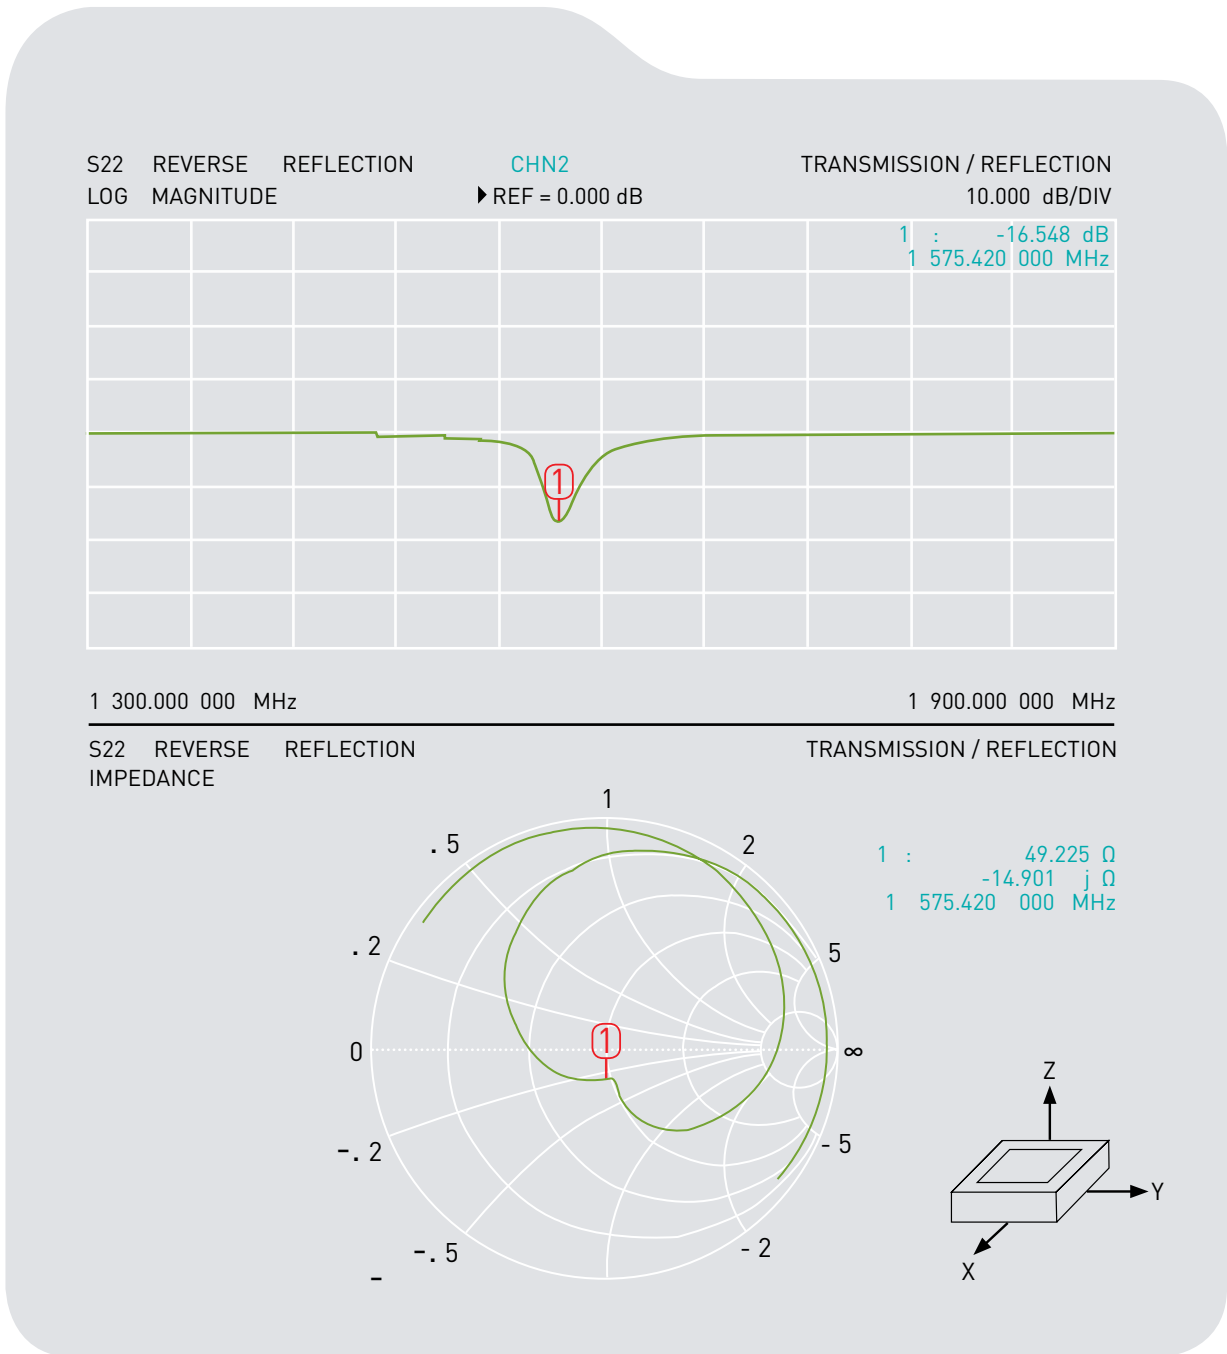 S22 REVERSE REFLECTION CHN2 TRANSMISSION / REFLECTION
LOG MAGNITUDE REF = 0.000 dB 10.000 dB/DIV
1 : -16.548 dB
1 575.420 000 MHz
1
1 300.000 000 MHz 1 900.000 000 MHz
S22 REVERSE REFLECTION TRANSMISSION / REFLECTION
IMPEDANCE
1
. 5 2
1 : 49.225 Ω
-14.901 j Ω
1 575.420 000 MHz
. 2 5
1
0 ∞
Z
-. 2 - 5
Y
-. 5 - 2
X
-